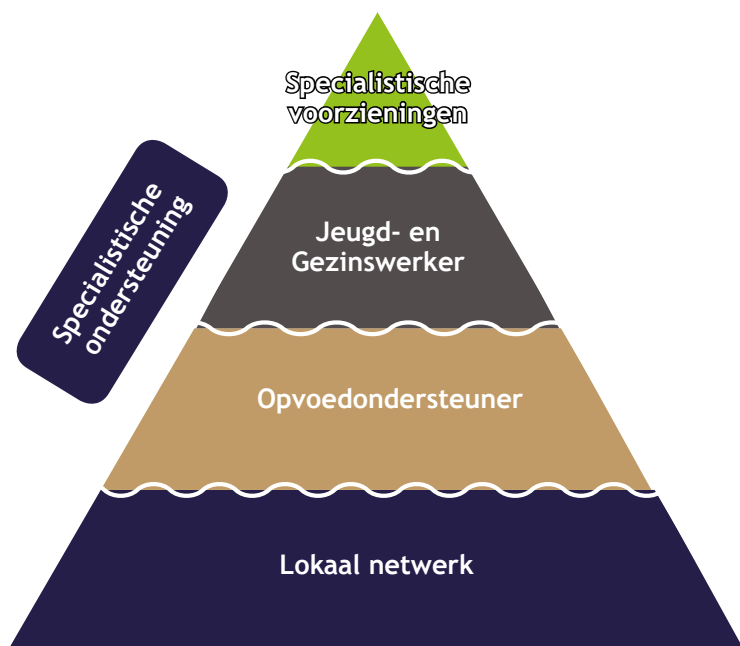 Specialistische
voorzieningen
Specialistische
ondersteuning
Jeugd- en
Gezinswerker
Opvoedondersteuner
Lokaal netwerk